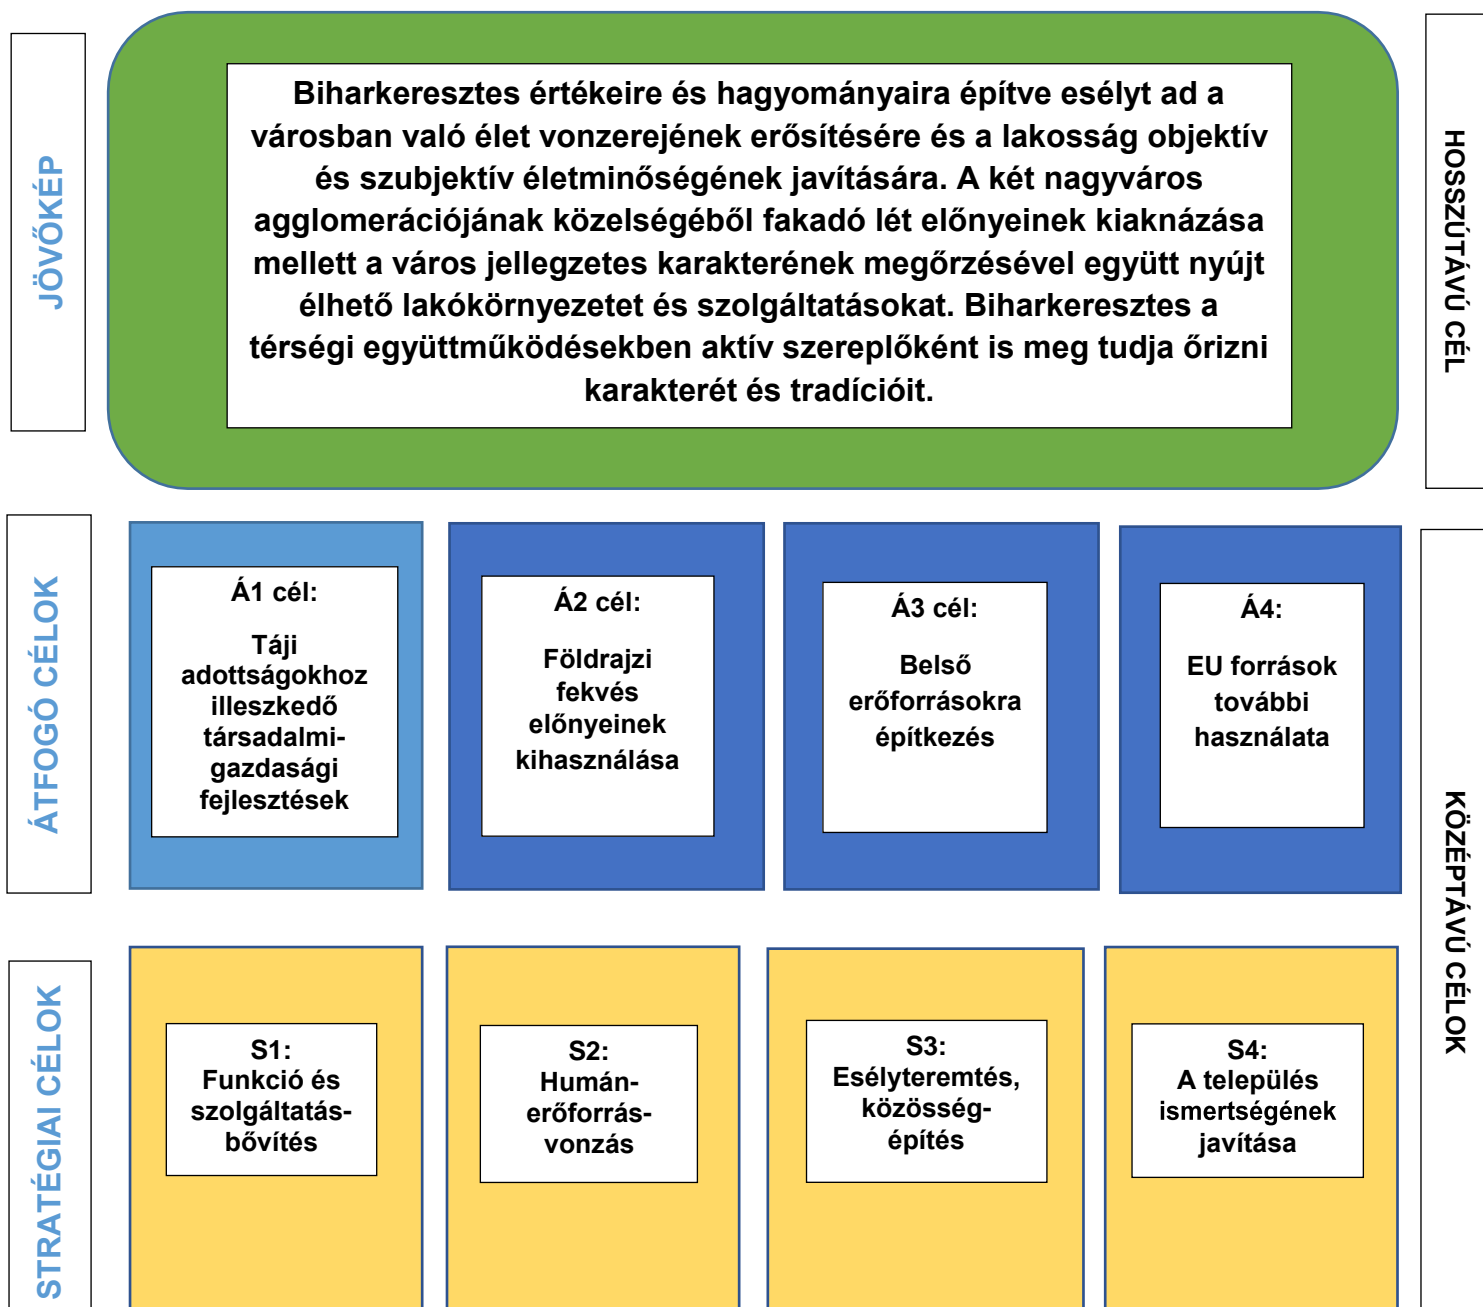 JÖVŐKÉP
Biharkeresztes értékeire és hagyományaira építve esélyt ad a
városban való élet vonzerejének erősítésére és a lakosság objektív
és szubjektív életminőségének javítására. A két nagyváros
agglomerációjának közelségéből fakadó lét előnyeinek kiaknázása
mellett a város jellegzetes karakterének megőrzésével együtt nyújt
élhető lakókörnyezetet és szolgáltatásokat. Biharkeresztes a
térségi együttműködésekben aktív szereplőként is meg tudja őrizni
karakterét és tradícióit.
HOSSZÚTÁVÚ CÉL
ÁTFOGÓ CÉLOK
Á1 cél:
Táji
adottságokhoz
illeszkedő
társadalmi-
gazdasági
fejlesztések
Á2 cél:
Földrajzi
fekvés
előnyeinek
kihasználása
Á3 cél:
Belső
erőforrásokra
építkezés
Á4:
EU források
további
használata
KÖZÉPTÁVÚ CÉLOK
STRATÉGIAI CÉLOK
S1:
Funkció és
szolgáltatás-
bővítés
S2:
Humán-
erőforrás-
vonzás
S3:
Esélyteremtés,
közösség-
építés
S4:
A település
ismertségének
javítása